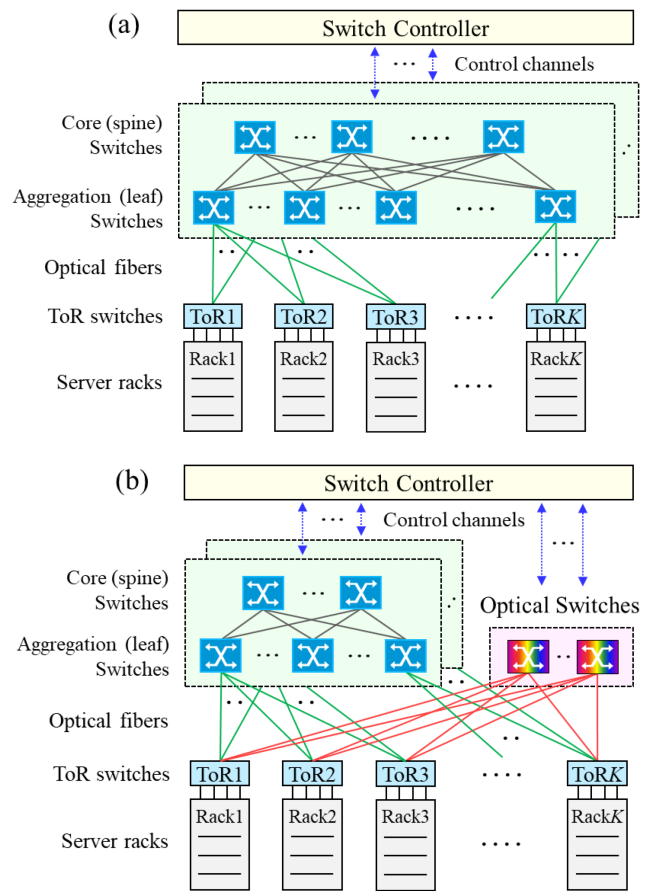 (a)
Switch Controller
... Control channels
Core (spine)
Switches
... ....
Aggregation (leaf)
Switches
... ... ....
Optical fibers
ToR switches
ToR1 ToR2 ToR3 .... ToRK
Server racks
Rack1 Rack2 Rack3 .... RackK
(b)
Switch Controller
... Control channels ...
Core (spine)
Switches
...
Optical Switches
Aggregation (leaf)
Switches
... ... ..
Optical fibers
ToR switches
ToR1 ToR2 ToR3 .... ToRK
Server racks
Rack1 Rack2 Rack3 .... RackK